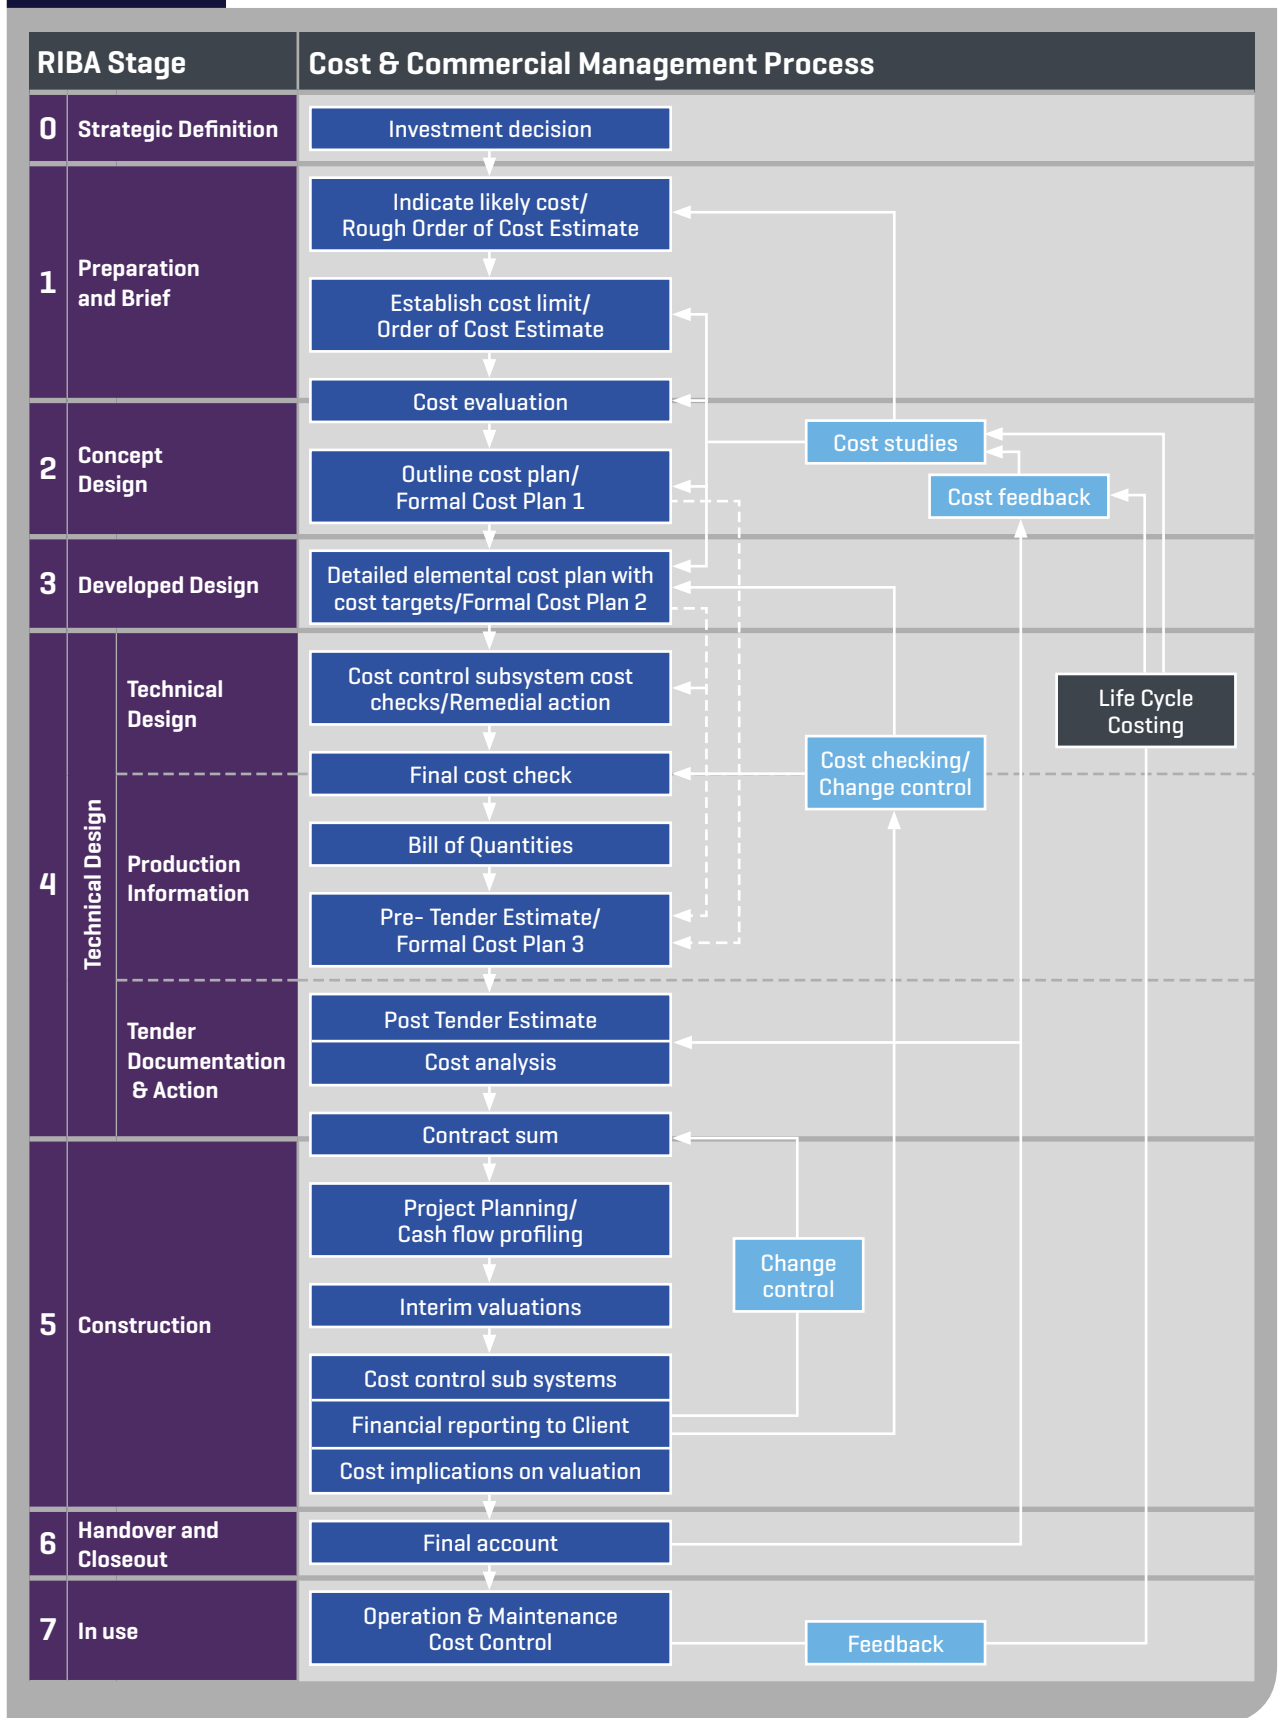 RIBA Stage
Cost & Commercial Management Process
0
Strategic Definition
Investment decision
1
Preparation
and Brief
Indicate likely cost/
Rough Order of Cost Estimate
Establish cost limit/
Order of Cost Estimate
Cost evaluation
2
Concept
Design
Outline cost plan/
Formal Cost Plan 1
Cost studies
Cost feedback
3
Developed Design
Detailed elemental cost plan with
cost targets/Formal Cost Plan 2
4
Technical Design
Technical
Design
Cost control subsystem cost
checks/Remedial action
Life Cycle
Costing
Final cost check
Cost checking/
Change control
Production
Information
Bill of Quantities
Pre- Tender Estimate/
Formal Cost Plan 3
Tender
Documentation
& Action
Post Tender Estimate
Cost analysis
Contract sum
5
Construction
Project Planning/
Cash flow profiling
Change
control
Interim valuations
Cost control sub systems
Financial reporting to Client
Cost implications on valuation
6
Handover and
Closeout
Final account
7
In use
Operation & Maintenance
Cost Control
Feedback